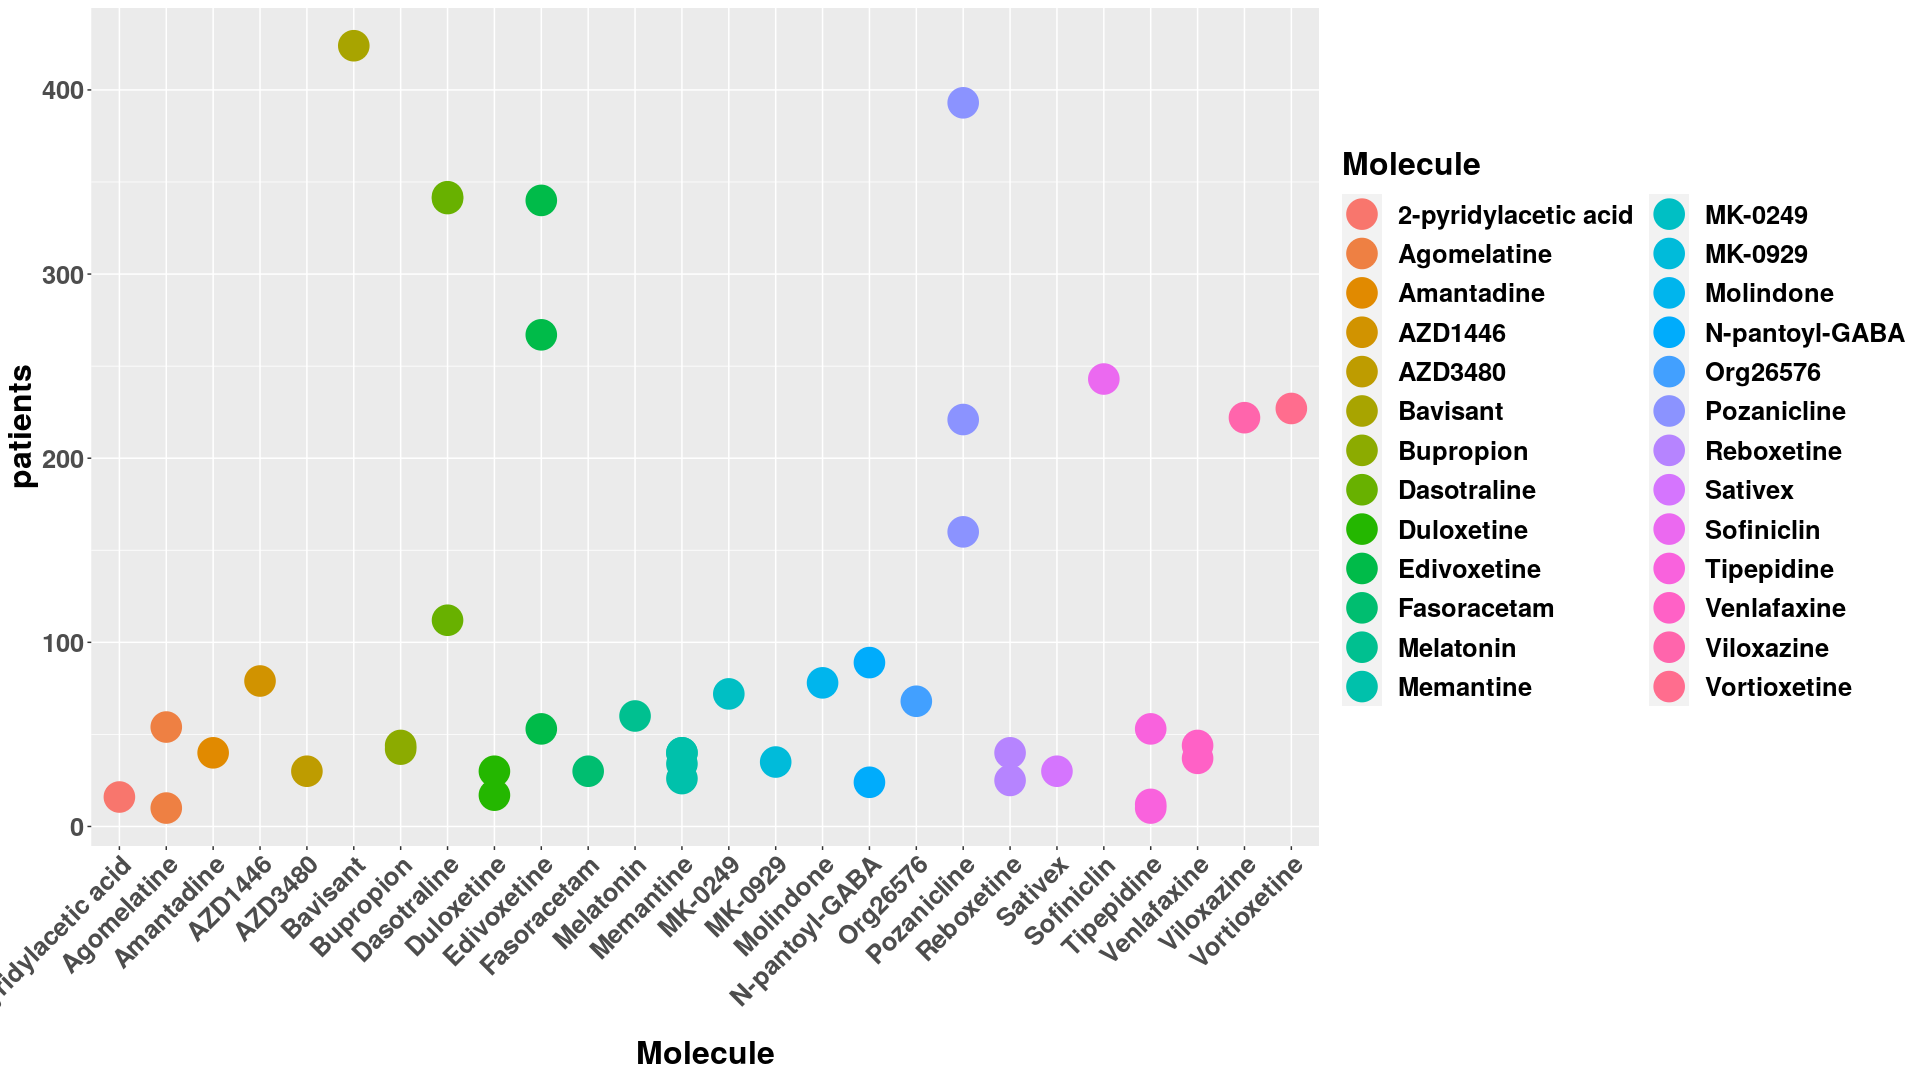 400
300
200
100
0
patients
ridylacetic acid
Agomelatine
Amantadine
AZD1446
AZD3480
Bavisant
Bupropion
Dasotraline
Duloxetine
Edivoxetine
Fasoracetam
Melatonin
Memantine
MK-0249
MK-0929
Molindone
N-pantoyl-GABA
Org26576
Pozanicline
Reboxetine
Sativex
Sofiniclin
Tipepidine
Venlafaxine
Viloxazine
Vortioxetine
Molecule
Molecule
2-pyridylacetic acid
Agomelatine
Amantadine
AZD1446
AZD3480
Bavisant
Bupropion
Dasotraline
Duloxetine
Edivoxetine
Fasoracetam
Melatonin
Memantine
MK-0249
MK-0929
Molindone
N-pantoyl-GABA
Org26576
Pozanicline
Reboxetine
Sativex
Sofiniclin
Tipepidine
Venlafaxine
Viloxazine
Vortioxetine